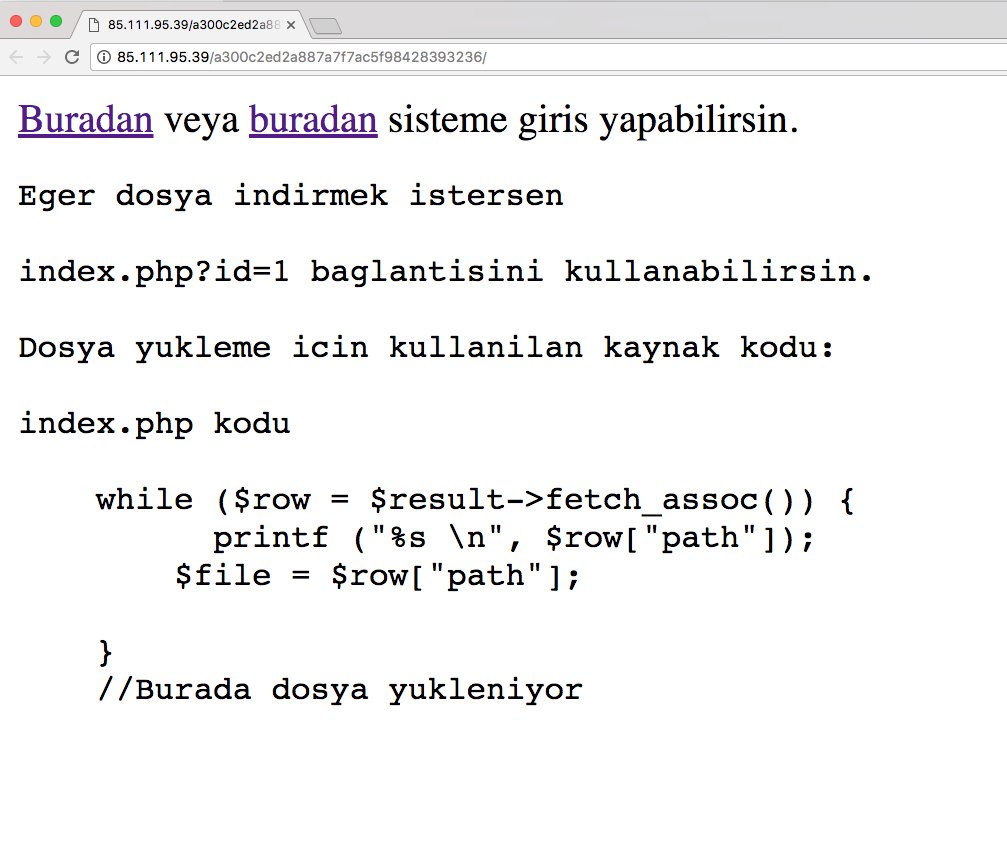 85.111.95.39/a300c2ed2a88
85.111.95.39/a300c2ed2a887a7f7ac5f98428393236/
Buradan veya buradan sisteme giris yapabilirsin.
Eger dosya indirmek istersen
index.php?id=1 baglantisini kullanabilirsin.
Dosya yukleme icin kullanilan kaynak kodu:
index.php kodu
while ($row = $result->fetch_assoc()) {
printf ("%s \n", $row["path"]);
$file = $row["path"];
}
//Burada dosya yukleniyor